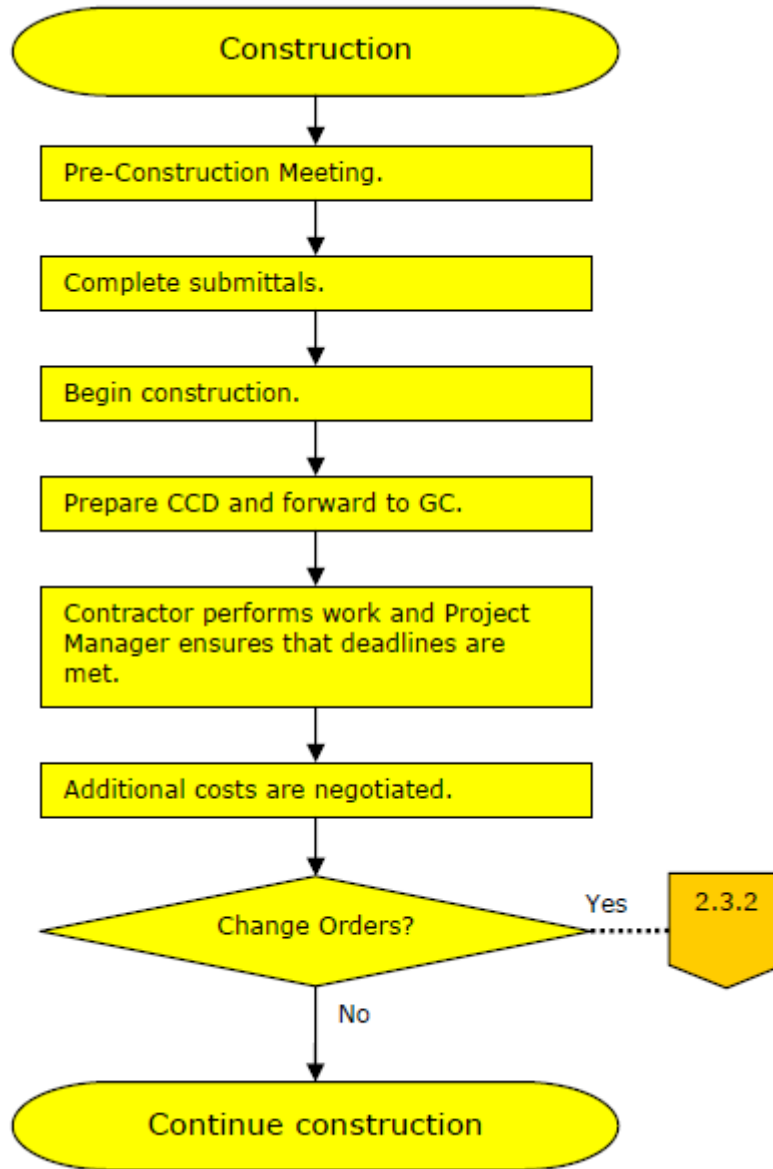 Construction
Pre-Construction Meeting.
Complete submittals.
Begin construction.
Prepare CCD and forward to GC.
Contractor performs work and Project
Manager ensures that deadlines are
met.
Additional costs are negotiated.
Change Orders?
Yes
2.3.2
No
Continue construction